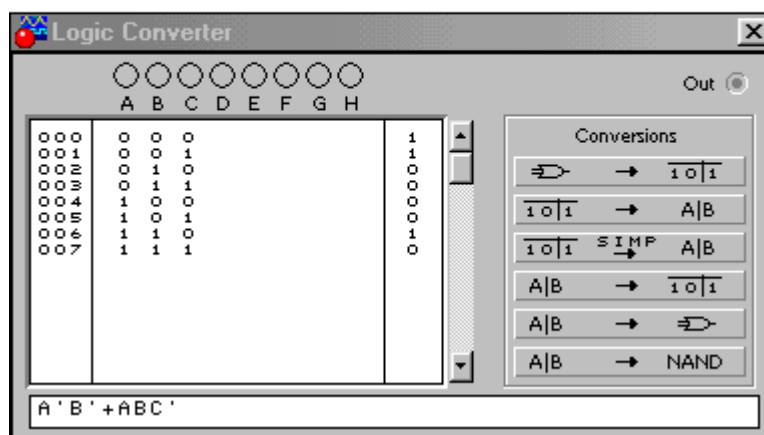 Logic Converter
Out
A B C D E F G H
000 0 0 0 1
001 0 0 1 1
002 0 1 0 0
003 0 1 1 0
004 1 0 0 0
005 1 0 1 0
006 1 1 0 1
007 1 1 1 0
Conversions
→ 1 0|1
1 0|1 → A|B
1 0|1 SIMP → A|B
A|B → 1 0|1
A|B →
A|B → NAND
A'B'+ABC'